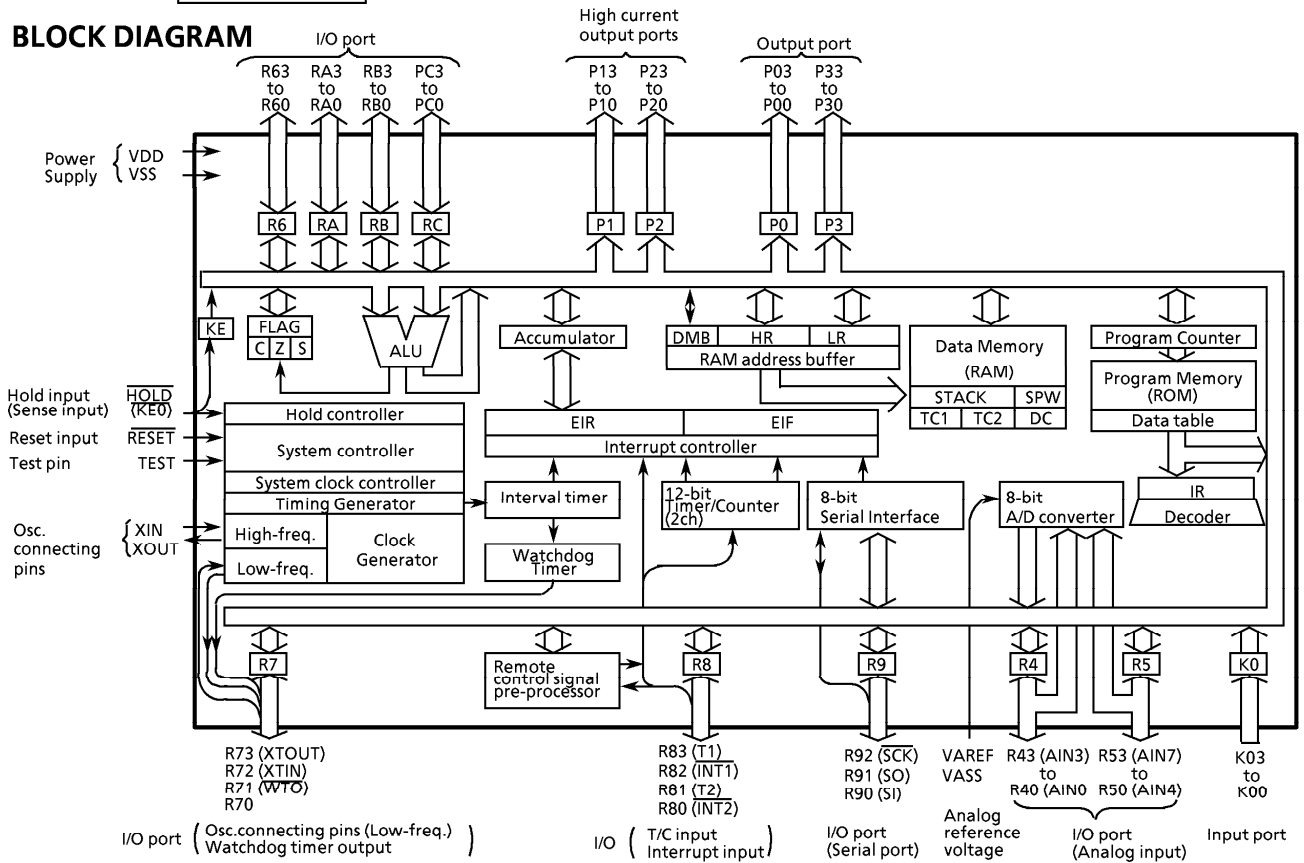 BLOCK DIAGRAM
I/O port
High current
output ports
Output port
R63 RA3 RB3 PC3 P13 P23 P03 P33
to to to to to to to to
R60 RA0 RB0 PC0 P10 P20 P00 P30
Power
Supply
VDD
VSS
R6 RA RB RC P1 P2 P0 P3
KE
FLAG
C Z S
ALU
Accumulator
DMB HR LR
RAM address buffer
Data Memory
(RAM)
STACK SPW
TC1 TC2 DC
Program Counter
Program Memory
(ROM)
Data table
Hold input
(Sense input)
HOLD
(KE0)
Reset input RESET
Test pin TEST
Hold controller
System controller
System clock controller
Timing Generator
High-freq.
Low-freq.
Clock
Generator
EIR EIF
Interrupt controller
Interval timer
Watchdog
Timer
12-bit
Timer/Counter
(2ch)
8-bit
Serial Interface
8-bit
A/D converter
IR
Decoder
Osc.
connecting
pins
XIN
XOUT
R7
Remote
control signal
pre-processor
R8 R9 R4 R5 K0
R73 (XTOUT)
R72 (XTIN)
R71 (WTO)
R70
R83 (T1)
R82 (INT1)
R81 (T2)
R80 (INT2)
R92 (SCK)
R91 (SO)
R90 (SI)
VAREF
VASS
R43 (AIN3)
to
R40 (AIN0
R53 (AIN7)
to
R50 (AIN4)
K03
to
K00
I/O port ( Osc.connecting pins (Low-freq.)
Watchdog timer output )
I/O ( T/C input
Interrupt input )
I/O port
(Serial port)
Analog
reference
voltage
I/O port
(Analog input)
Input port